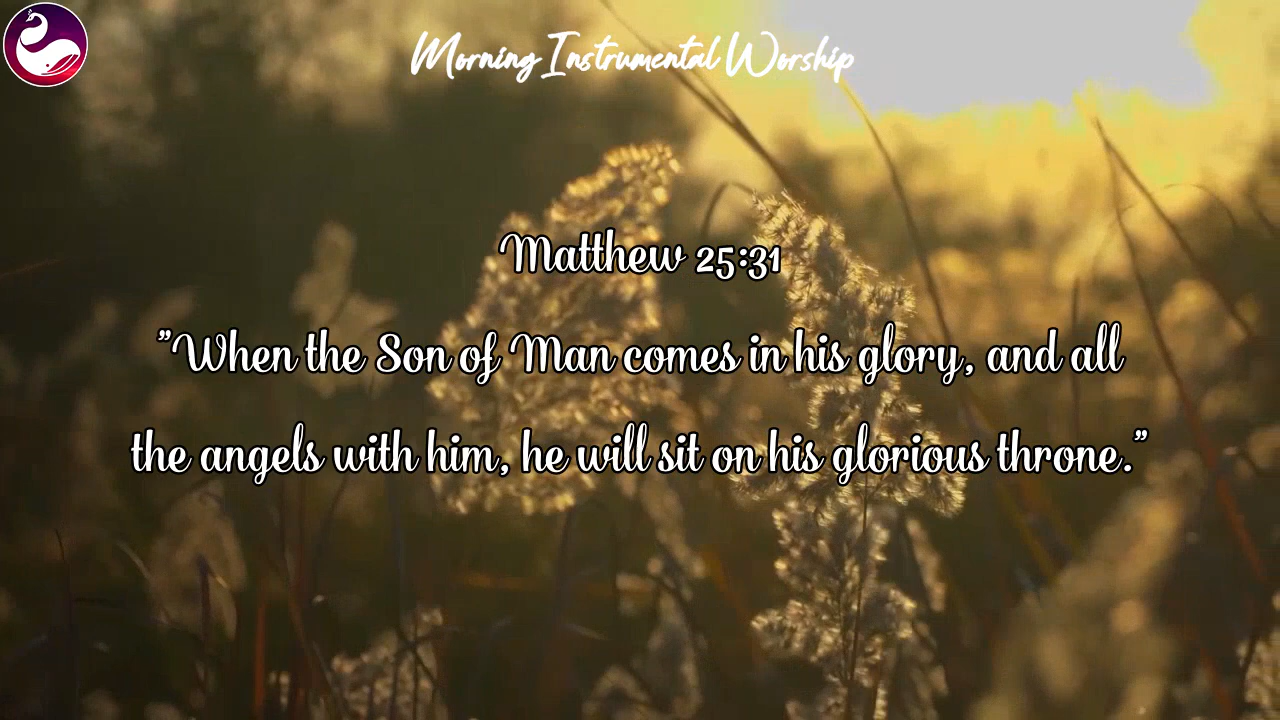 Morning Instrumental Worship
Matthew 25:31
"When the Son of Man comes in his glory, and all
the angels with him, he will sit on his glorious throne."